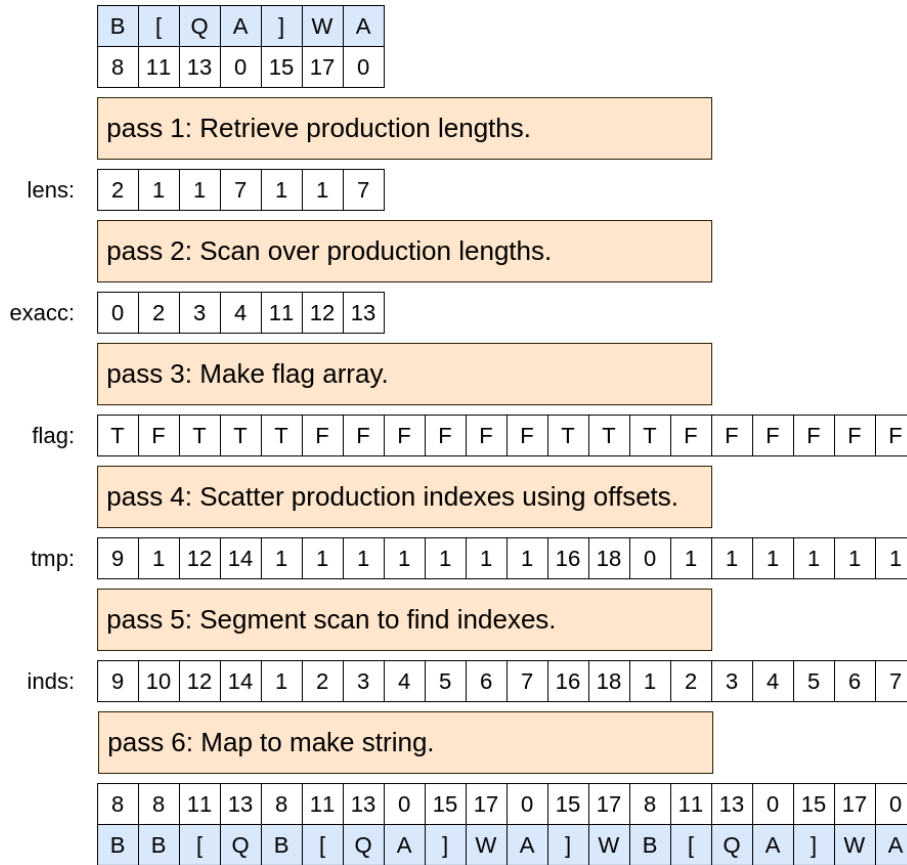 B [ Q A ] W A
8 11 13 0 15 17 0
pass 1: Retrieve production lengths.
lens: 2 1 1 7 1 1 7
pass 2: Scan over production lengths.
exacc: 0 2 3 4 11 12 13
pass 3: Make flag array.
flag: T F T T T F F F F F F T T T F F F F F F
pass 4: Scatter production indexes using offsets.
tmp: 9 1 12 14 1 1 1 1 1 1 1 16 18 0 1 1 1 1 1 1
pass 5: Segment scan to find indexes.
inds: 9 10 12 14 1 2 3 4 5 6 7 16 18 1 2 3 4 5 6 7
pass 6: Map to make string.
8 8 11 13 8 11 13 0 15 17 0 15 17 8 11 13 0 15 17 0
B B [ Q B [ Q A ] W A ] W B [ Q A ] W A